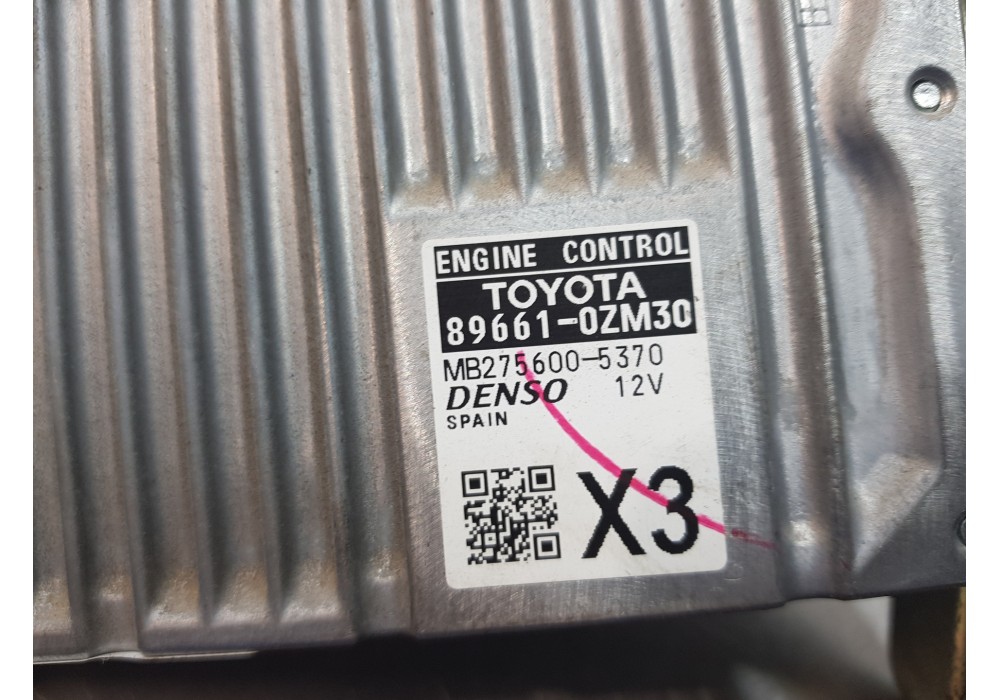 ENGINE CONTROL
TOYOTA
89661-0ZM30
MB275600-5370
DENSO 12V
SPAIN
X3